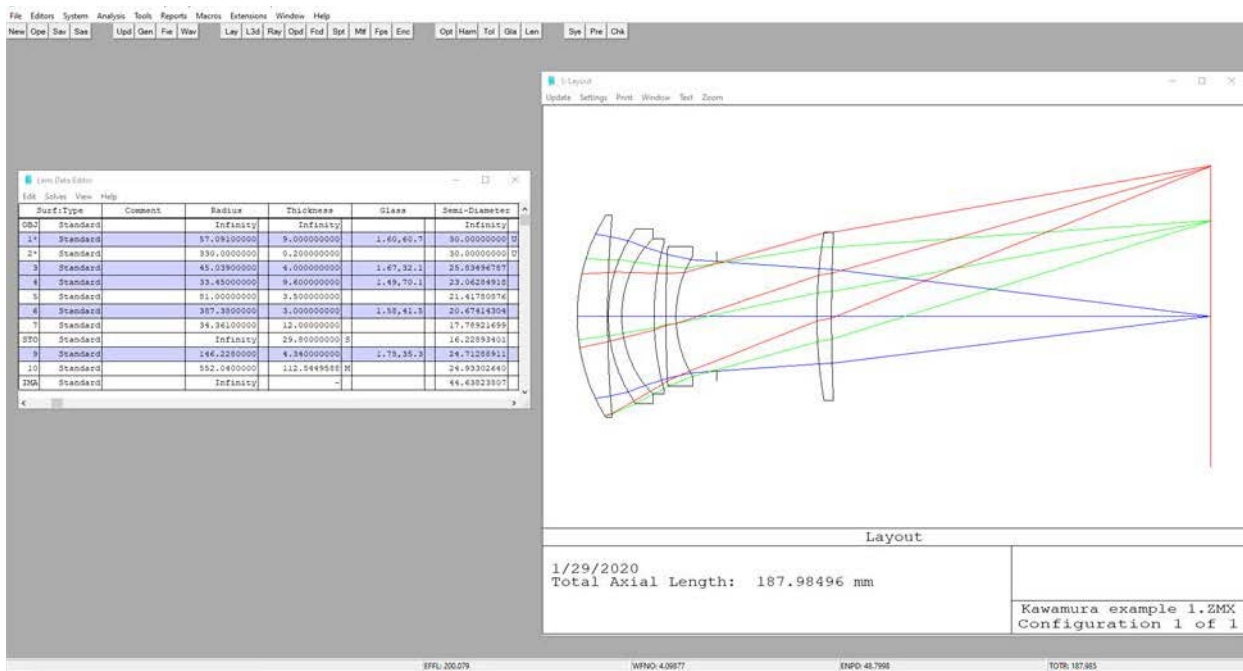 File Editors System Analysis Tools Reports Macros Extensions Window Help
New Ope Sav Sas Upd Gen Fie Wav Lay L3d Ray Opd Fcd Spt Mtf Fps Enc Opt Ham Tol Gla Len Sys Pre Chk
1: Layout
Update Settings Print Window Text Zoom
Lens Data Editor
Edit Solves View Help
Surf:Type Comment Radius Thickness Glass Semi-Diameter
OBJ Standard Infinity Infinity Infinity
1* Standard 57.09100000 9.000000000 1.60,60.7 30.00000000 U
2* Standard 330.0000000 0.200000000 30.00000000 U
3 Standard 45.03900000 4.000000000 1.67,32.1 25.83496787
4 Standard 33.45000000 9.600000000 1.49,70.1 23.06284918
5 Standard 81.00000000 3.500000000 21.41780876
6 Standard 387.3800000 3.000000000 1.58,41.5 20.67414304
7 Standard 34.36100000 12.00000000 17.78921699
STO Standard Infinity 29.80000000 S 16.22893401
9 Standard 146.2280000 4.340000000 1.75,35.3 24.71288911
10 Standard 552.0400000 112.5449588 M 24.93302640
IMA Standard Infinity - 44.63823807
Layout
1/29/2020
Total Axial Length: 187.98496 mm
Kawamura example 1.ZMX
Configuration 1 of 1
EFFL: 200.079 WFNO: 4.09877 ENPD: 48.7998 TOTR: 187.985